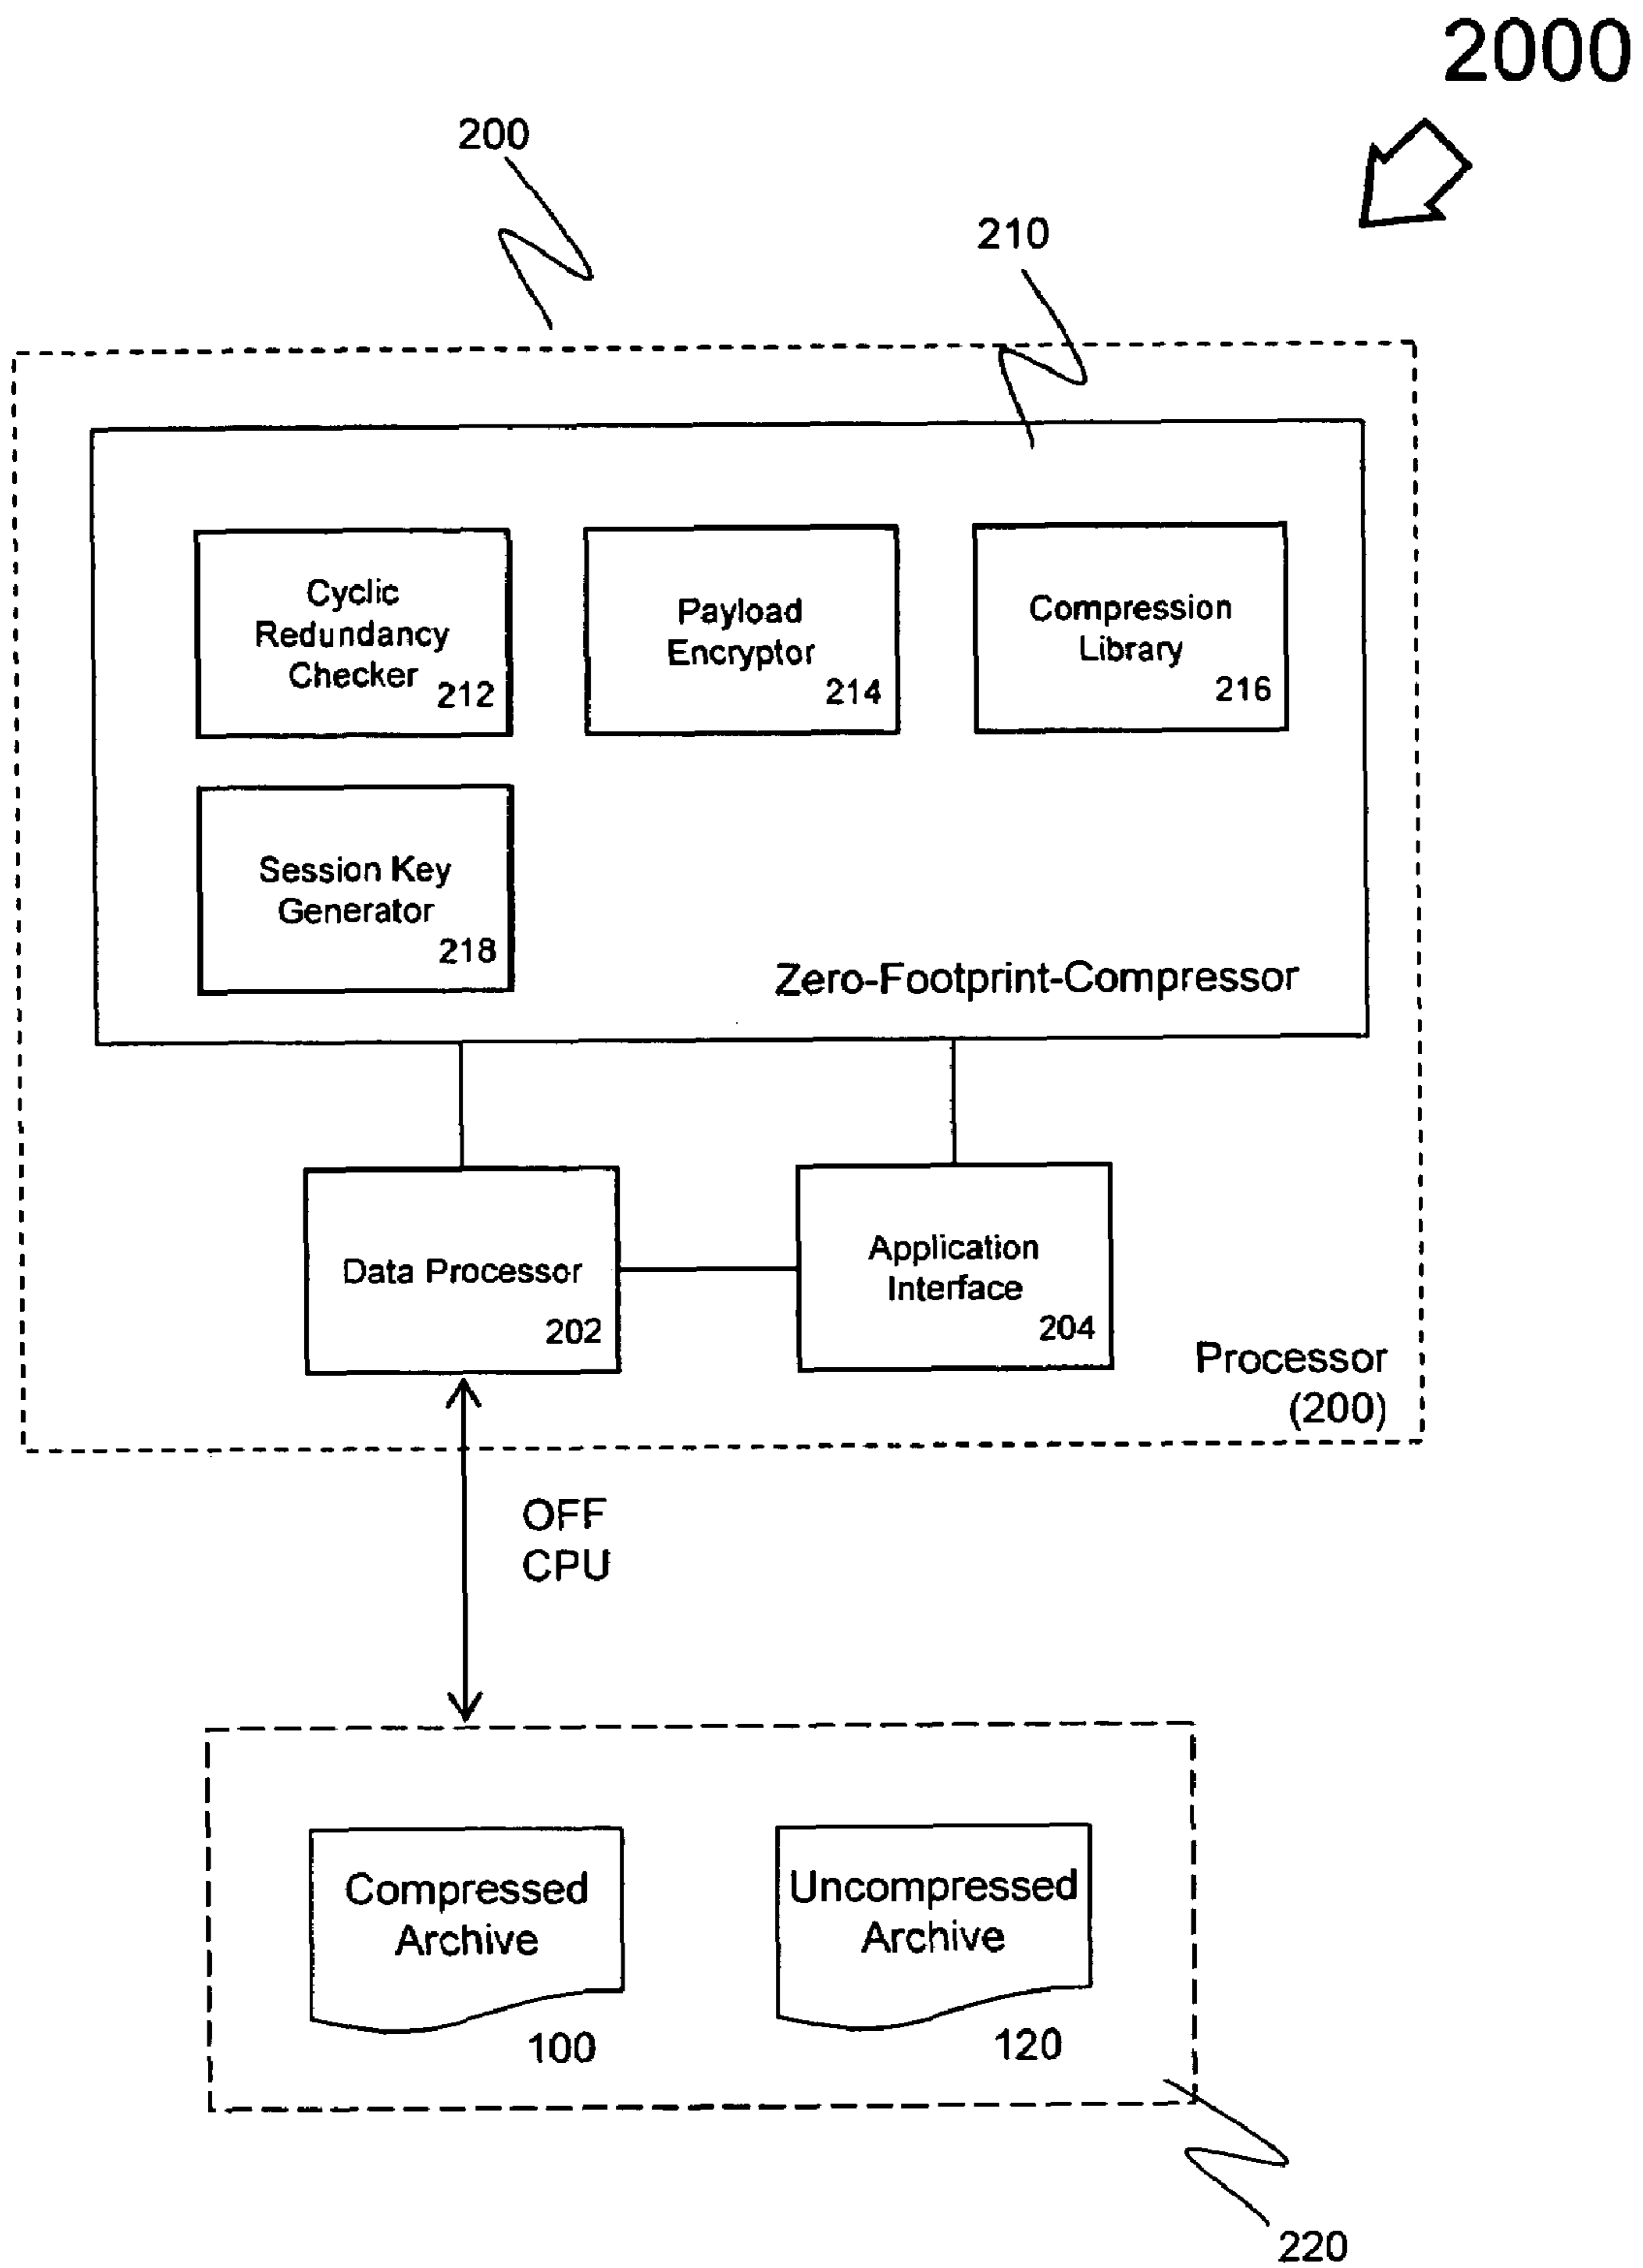 2000
200
210
Cyclic
Redundancy
Checker
212
Payload
Encryptor
214
Compression
Library
216
Session Key
Generator
218
Zero-Footprint-Compressor
Data Processor
202
Application
Interface
204
Processor
(200)
OFF
CPU
Compressed
Archive
100
Uncompressed
Archive
120
220